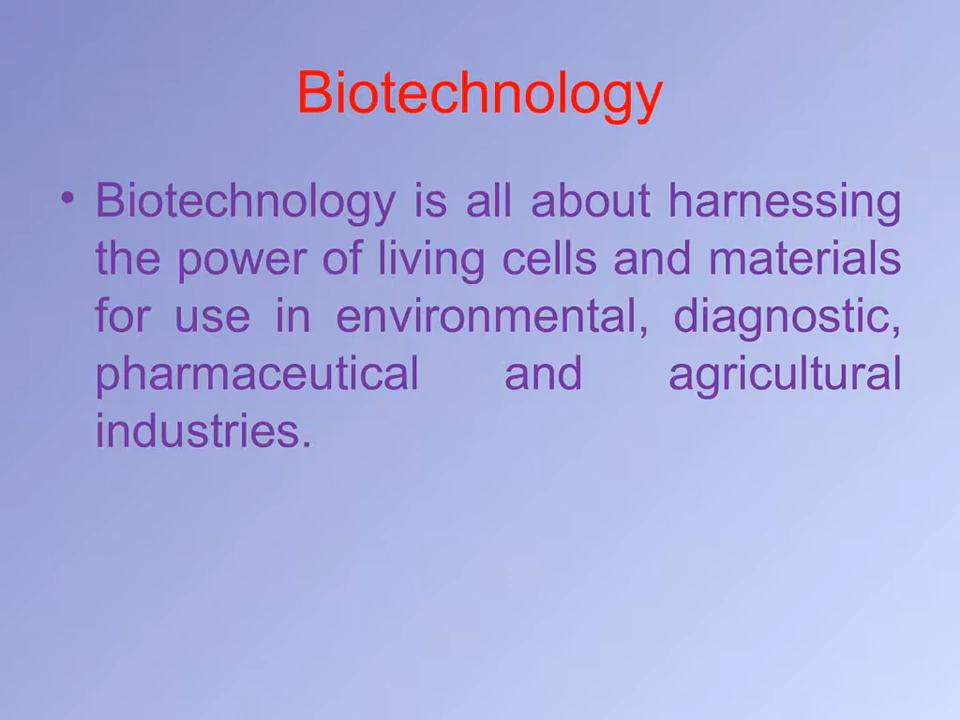 Biotechnology
• Biotechnology is all about harnessing
the power of living cells and materials
for use in environmental, diagnostic,
pharmaceutical and agricultural
industries.